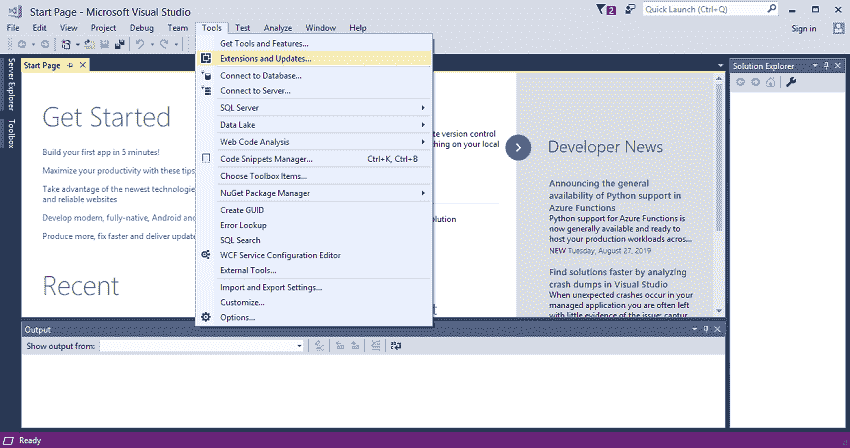 Start Page - Microsoft Visual Studio
2
Quick Launch (Ctrl+Q)
File Edit View Project Debug Team Tools Test Analyze Window Help
Sign in
Server Explorer
Toolbox
Start Page
Get Started
Build your first app in 5 minutes!
Maximize your productivity with these tips
Take advantage of the newest technologies
and reliable websites
Develop modern, fully-native, Android and
Produce more, fix faster and deliver update
Recent
Get Tools and Features...
Extensions and Updates...
Connect to Database...
Connect to Server...
SQL Server
Data Lake
Web Code Analysis
Code Snippets Manager... Ctrl+K, Ctrl+B
Choose Toolbox Items...
NuGet Package Manager
Create GUID
Error Lookup
SQL Search
WCF Service Configuration Editor
External Tools...
Import and Export Settings...
Customize...
Options...
te version control
thing on your local
olution
Developer News
Announcing the general
availability of Python support in
Azure Functions
Python support for Azure Functions is
now generally available and ready to
host your production workloads acros...
NEW Tuesday, August 27, 2019
Find solutions faster by analyzing
crash dumps in Visual Studio
When unexpected crashes occur in your
managed application you are often left
with little evidence of the issue; captur
Solution Explorer
Output
Show output from:
Ready